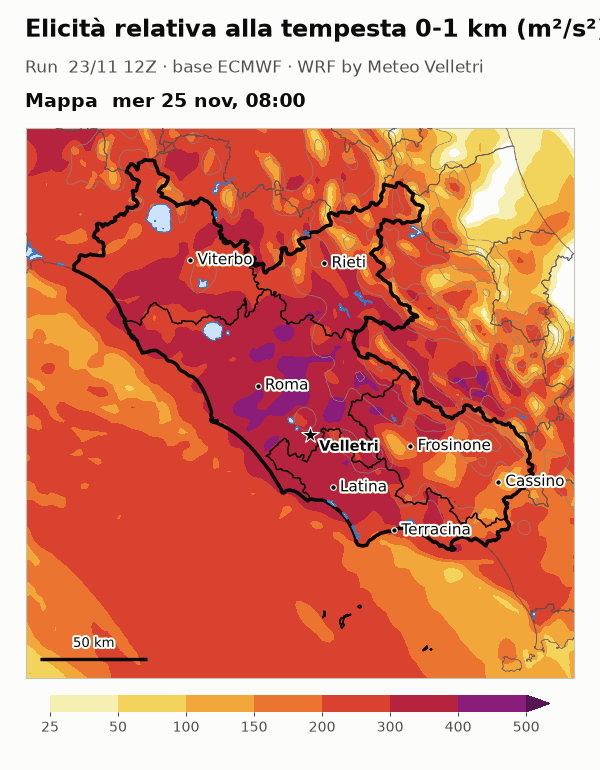 Elicità relativa alla tempesta 0-1 km (m²/s²)
Run 23/11 12Z · base ECMWF · WRF by Meteo Velletri
Mappa mer 25 nov, 08:00
Viterbo
Rieti
Roma
Velletri
Frosinone
Cassino
Latina
Terracina
50 km
25 50 100 150 200 300 400 500